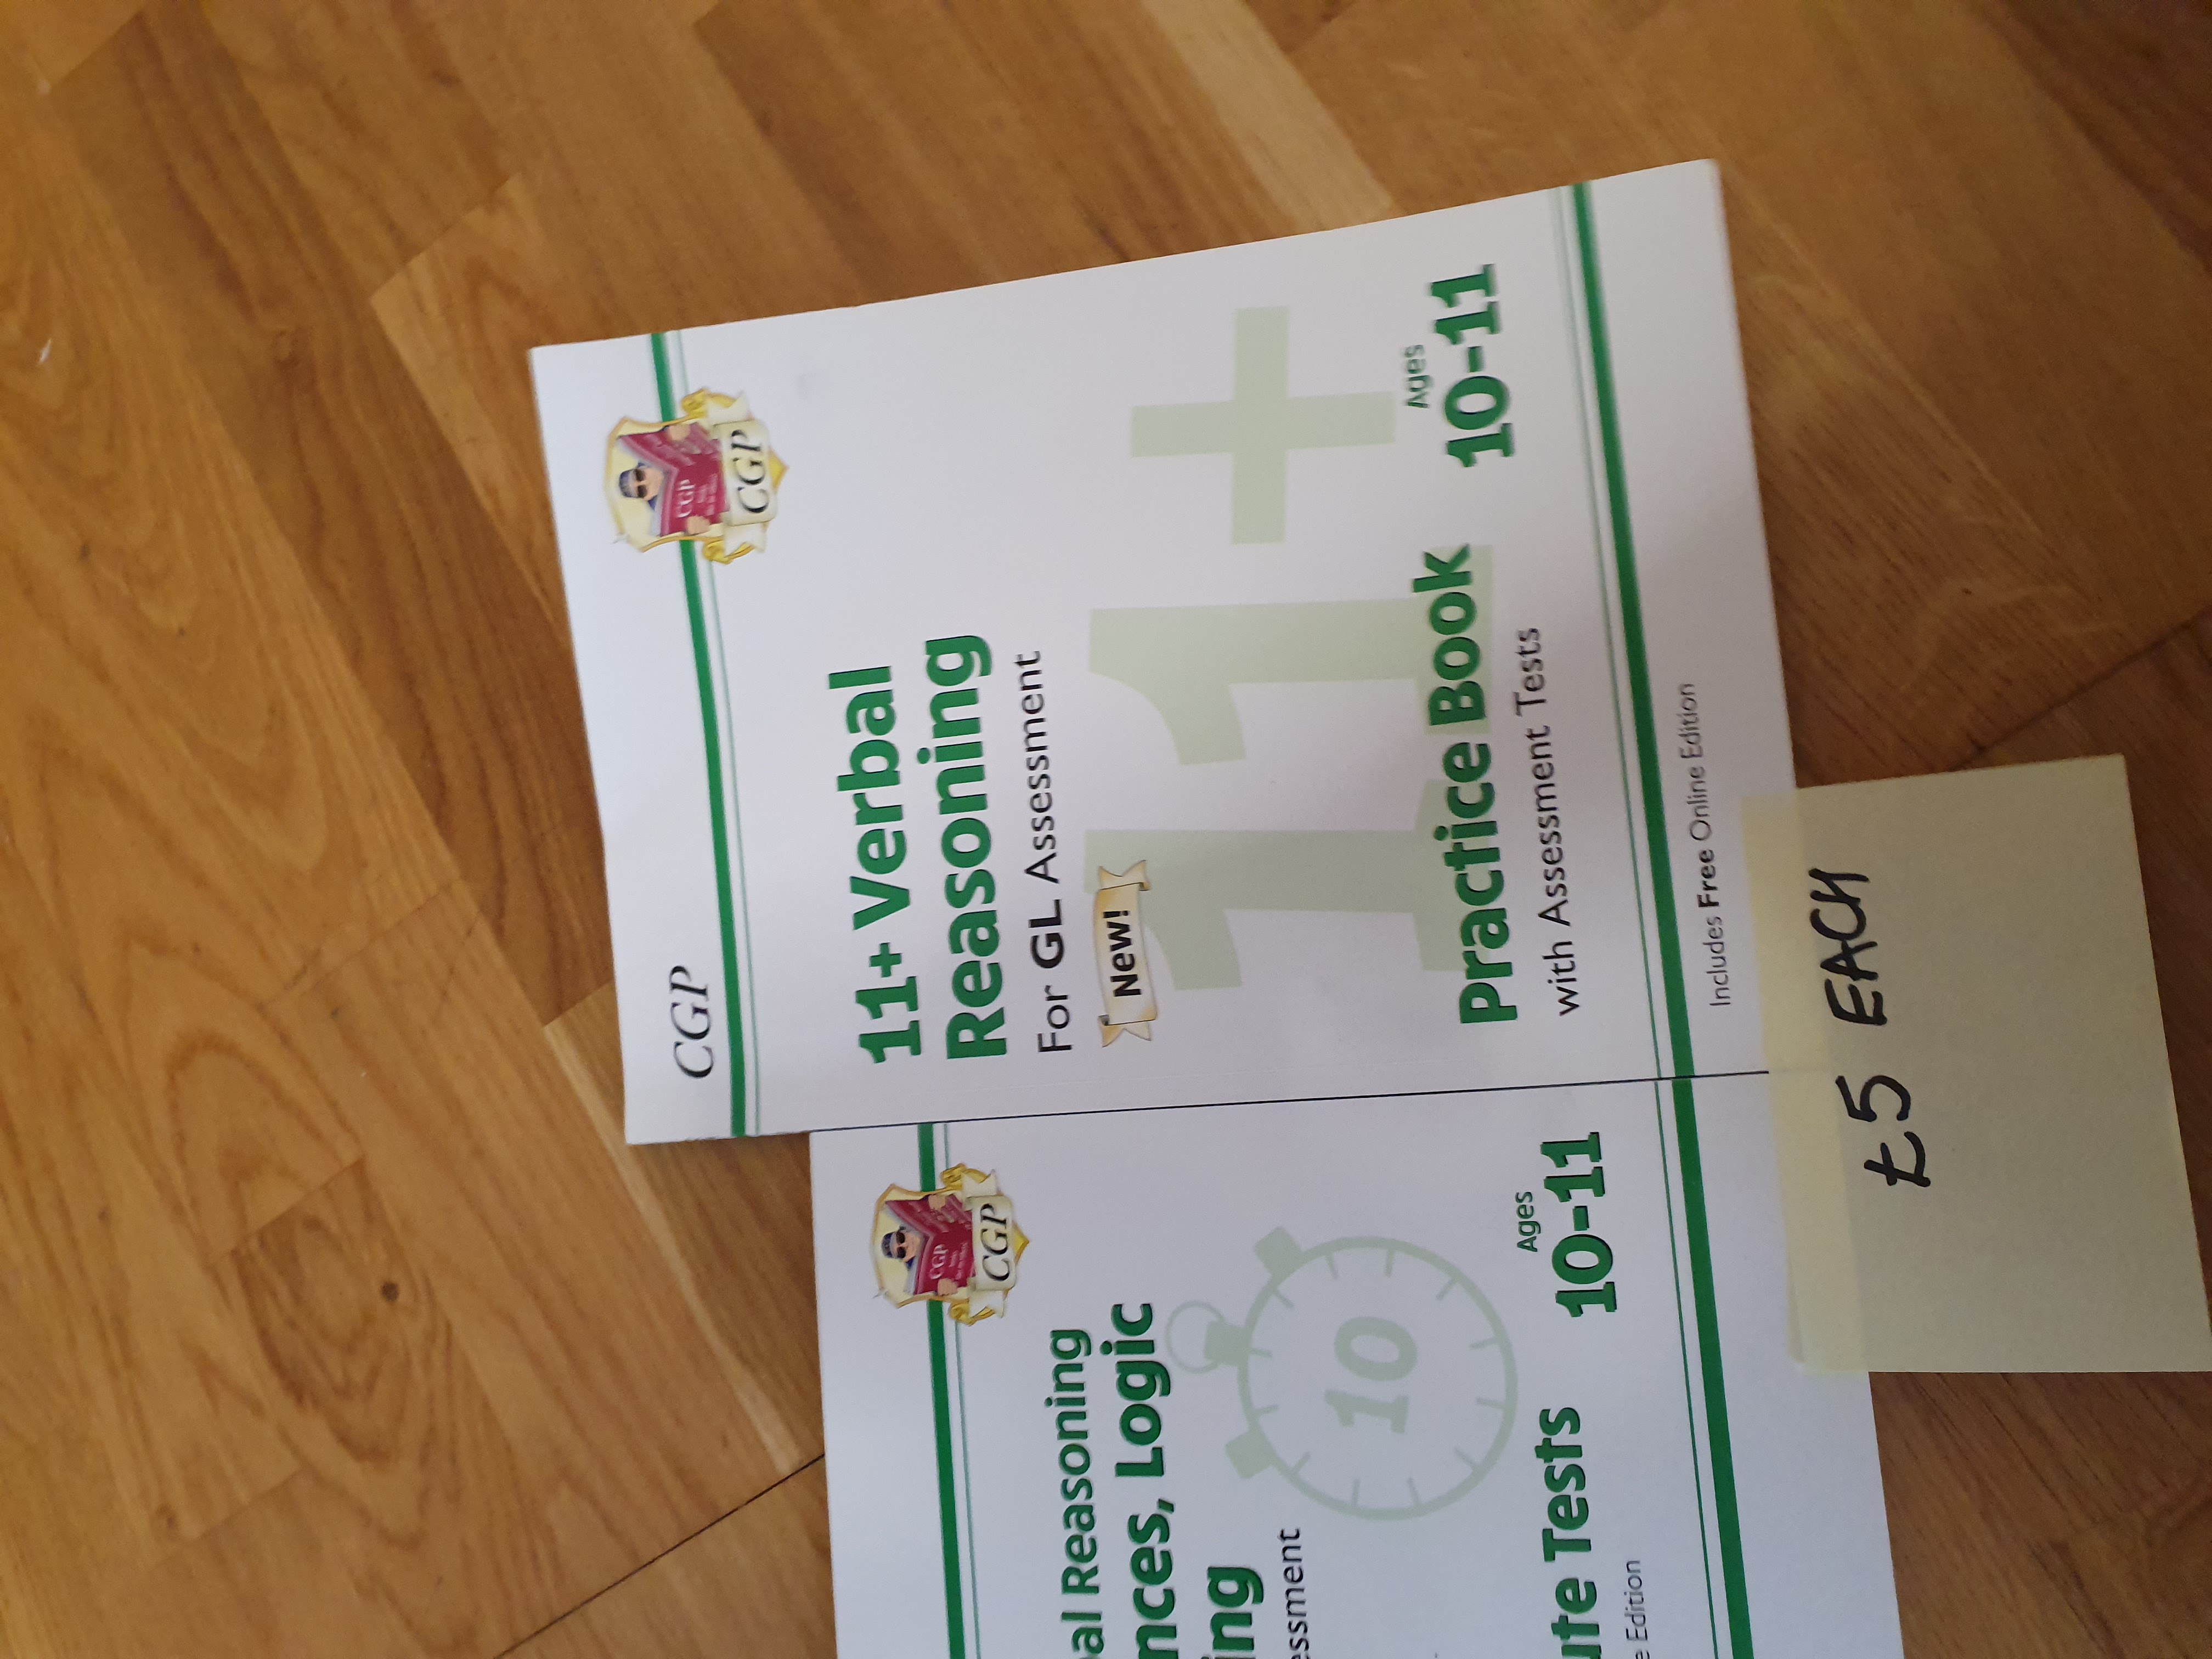 CGP
al Reasoning
nces, Logic
ing
essment
10
ute Tests
Ages
10-11
e Edition
CGP
CGP
CGP
CGP
11+ Verbal
Reasoning
For GL Assessment
New!
11+
Practice Book
with Assessment Tests
Ages
10-11
Includes Free Online Edition
£5 EACH